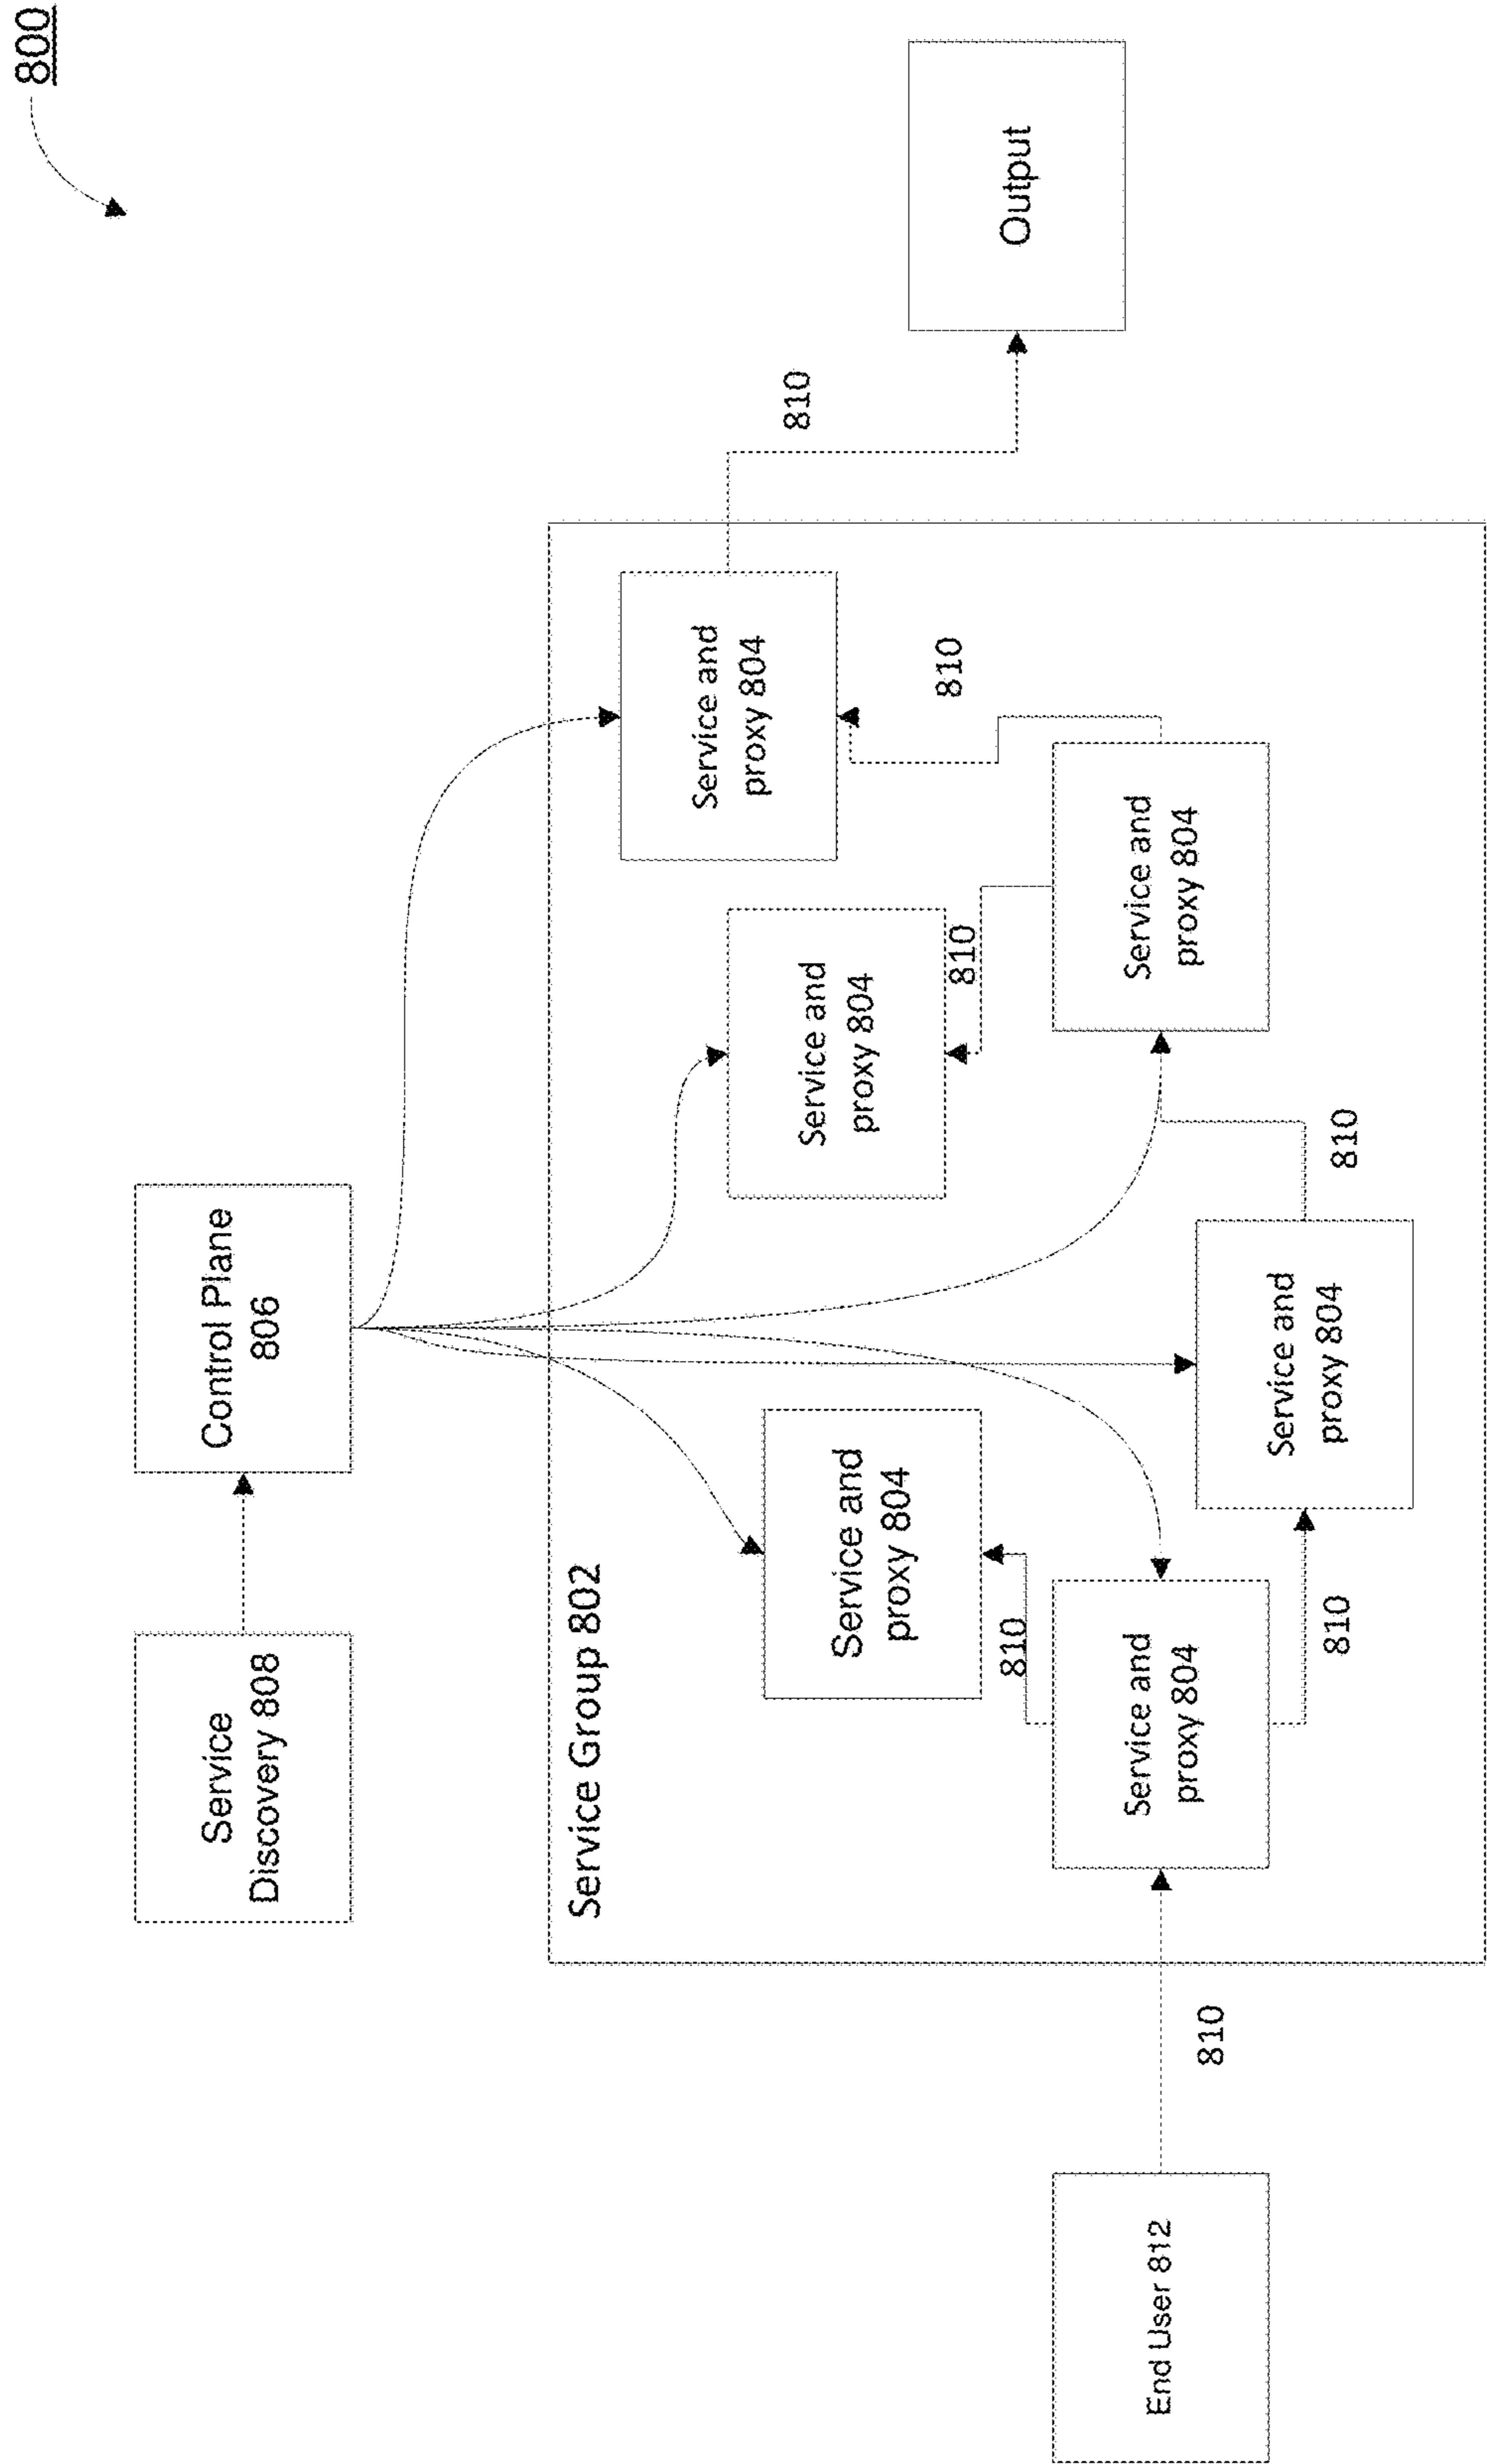 800
Service
Discovery 808
Control Plane
806
Service Group 802
Service and
proxy 804
Service and
proxy 804
Service and
proxy 804
810
810
810
Output
End User 812
810
Service and
proxy 804
810
810
Service and
proxy 804
810
Service and
proxy 804